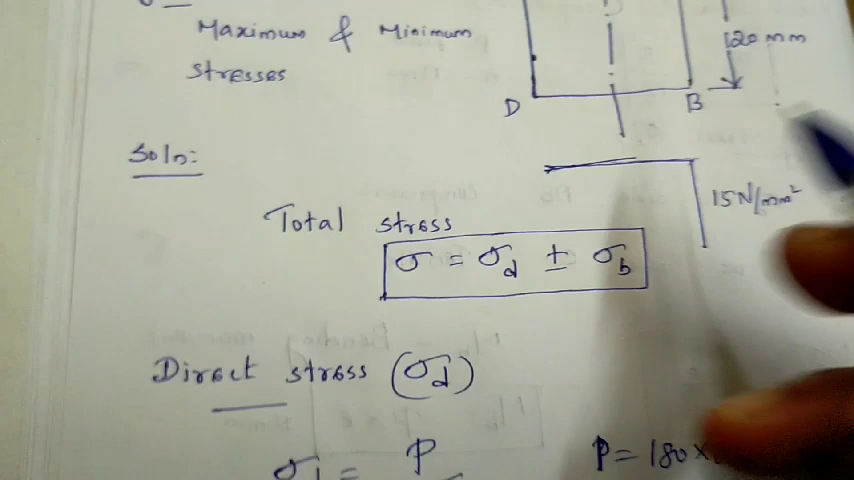 Maximum & Minimum
120 mm
Stresses
D
B
Soln:
15 N/mm²
Total stress
σ = σd ± σb
Direct stress (σd)
σd = P
P = 180 ×